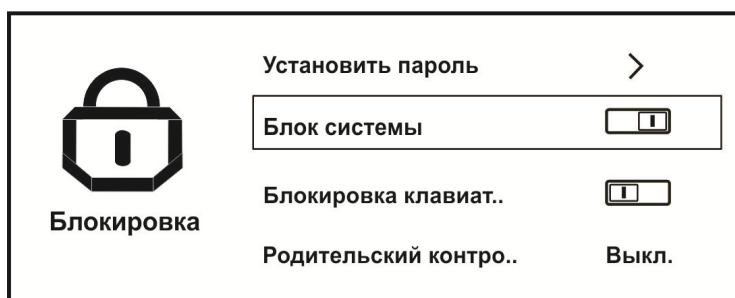 Установить пароль
Блок системы
Блокировка клавиат..
Родительский контро.. Выкл.
Блокировка